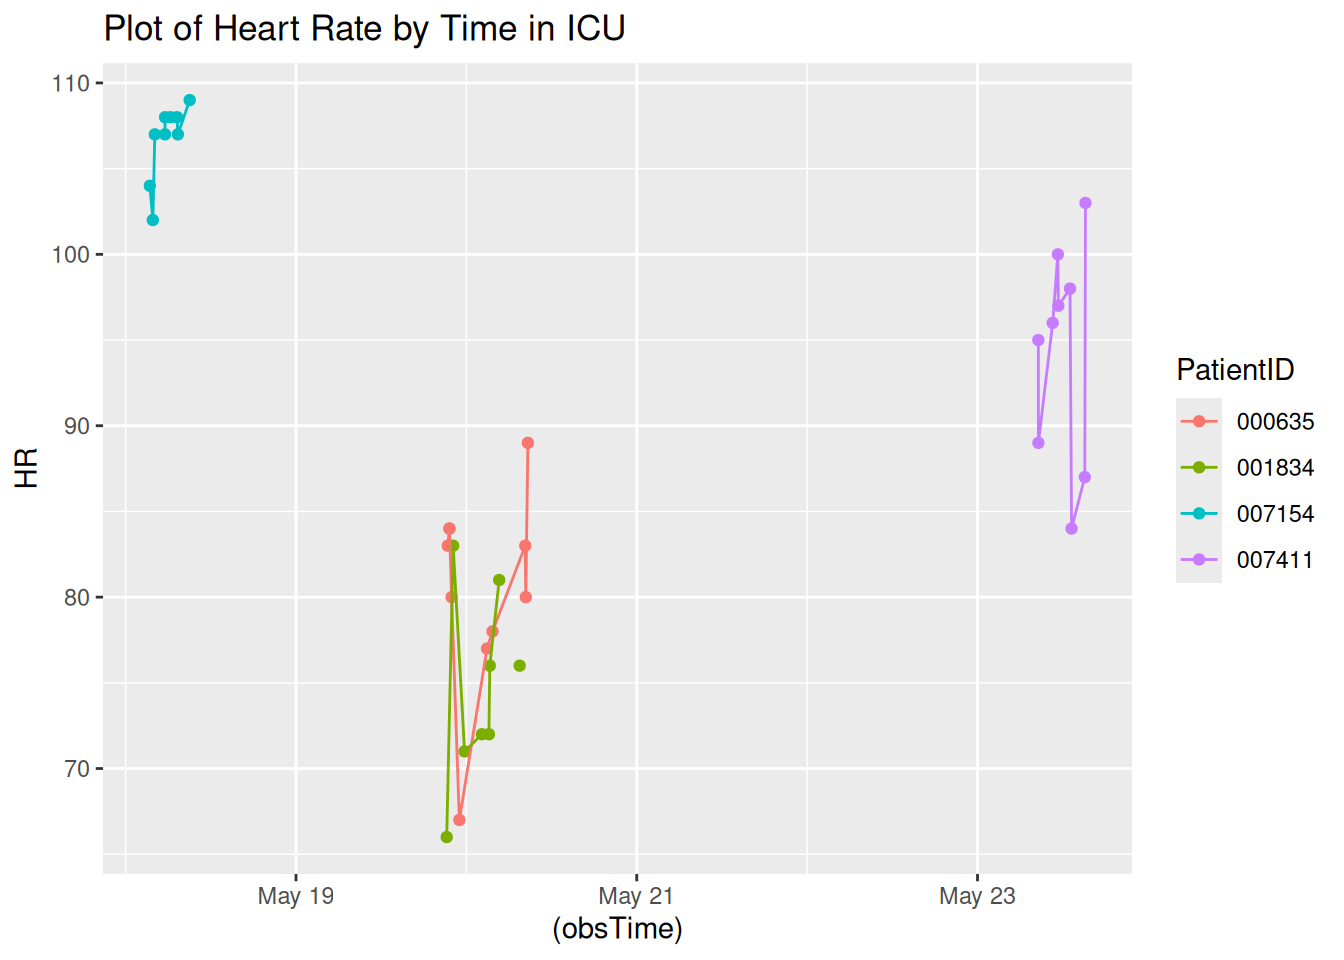 Plot of Heart Rate by Time in ICU
110
100
90
80
70
HR
May 19
May 21
May 23
(obsTime)
PatientID
000635
001834
007154
007411